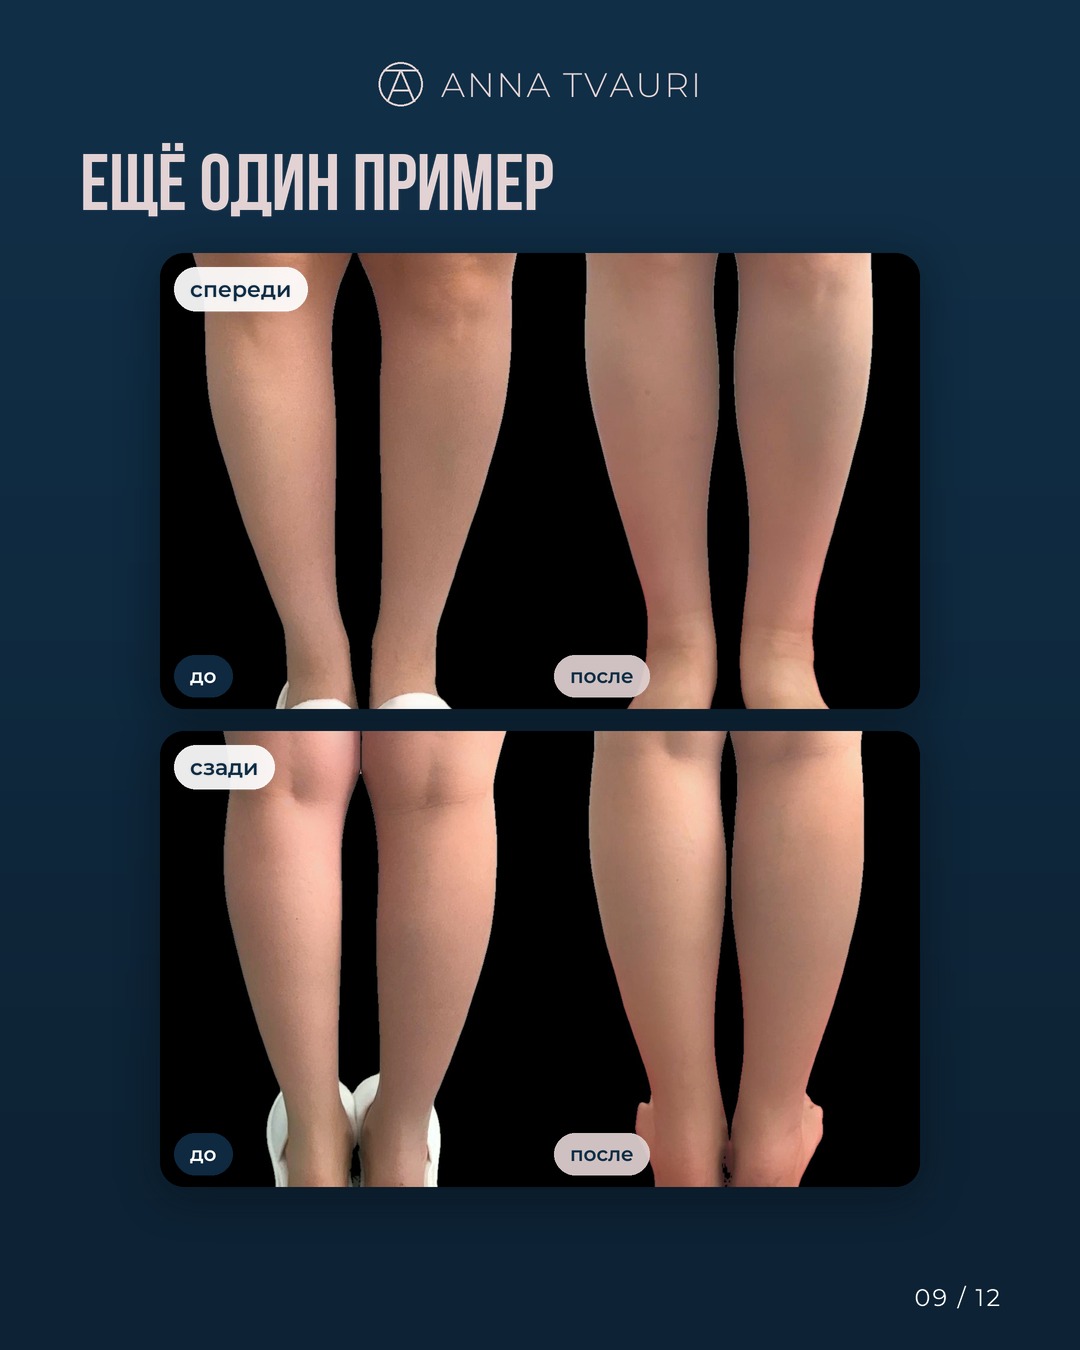 ANNA TVAURI
ЕЩЁ ОДИН ПРИМЕР
спереди
до
после
сзади
до
после
09 / 12